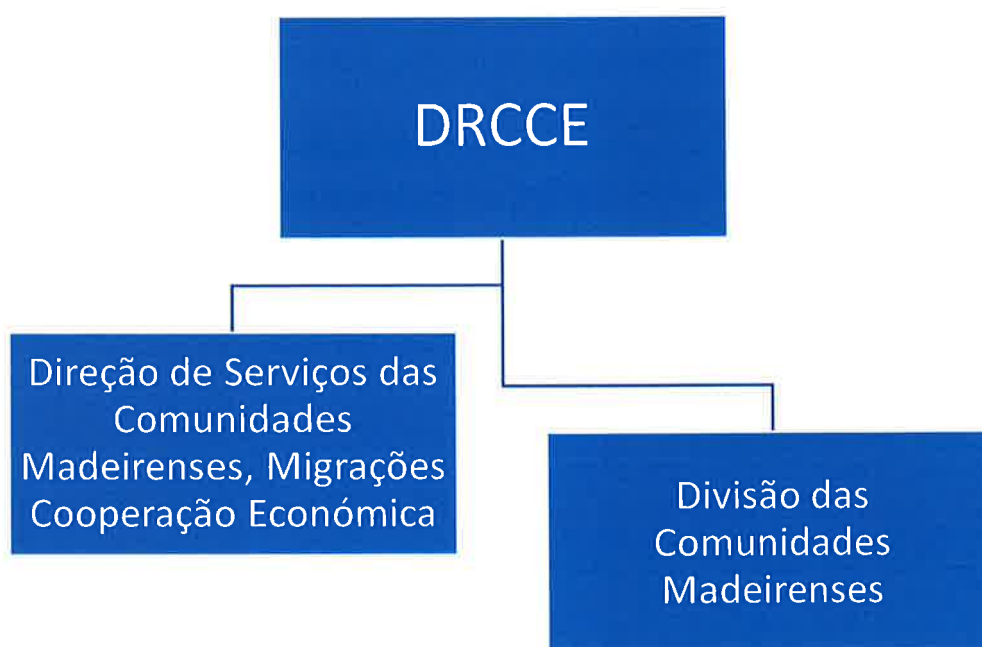 DRCCE
Direção de Serviços das
Comunidades
Madeirenses, Migrações
Cooperação Económica
Divisão das
Comunidades
Madeirenses